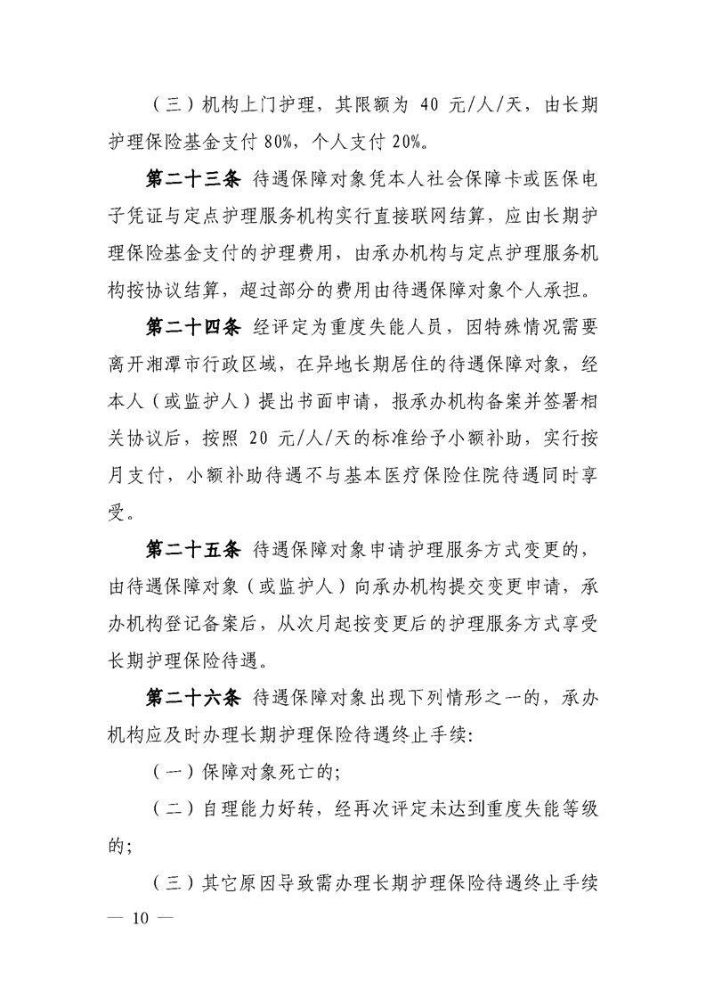 （三）机构上门护理，其限额为 40 元/人/天，由长期
护理保险基金支付 80%，个人支付 20%。
第二十三条 待遇保障对象凭本人社会保障卡或医保电
子凭证与定点护理服务机构实行直接联网结算，应由长期护
理保险基金支付的护理费用，由承办机构与定点护理服务机
构按协议结算，超过部分的费用由待遇保障对象个人承担。
第二十四条 经评定为重度失能人员，因特殊情况需要
离开湘潭市行政区域，在异地长期居住的待遇保障对象，经
本人（或监护人）提出书面申请，报承办机构备案并签署相
关协议后，按照 20 元/人/天的标准给予小额补助，实行按
月支付，小额补助待遇不与基本医疗保险住院待遇同时享
受。
第二十五条 待遇保障对象申请护理服务方式变更的，
由待遇保障对象（或监护人）向承办机构提交变更申请，承
办机构登记备案后，从次月起按变更后的护理服务方式享受
长期护理保险待遇。
第二十六条 待遇保障对象出现下列情形之一的，承办
机构应及时办理长期护理保险待遇终止手续：
（一）保障对象死亡的；
（二）自理能力好转，经再次评定未达到重度失能等级
的；
（三）其它原因导致需办理长期护理保险待遇终止手续
— 10 —